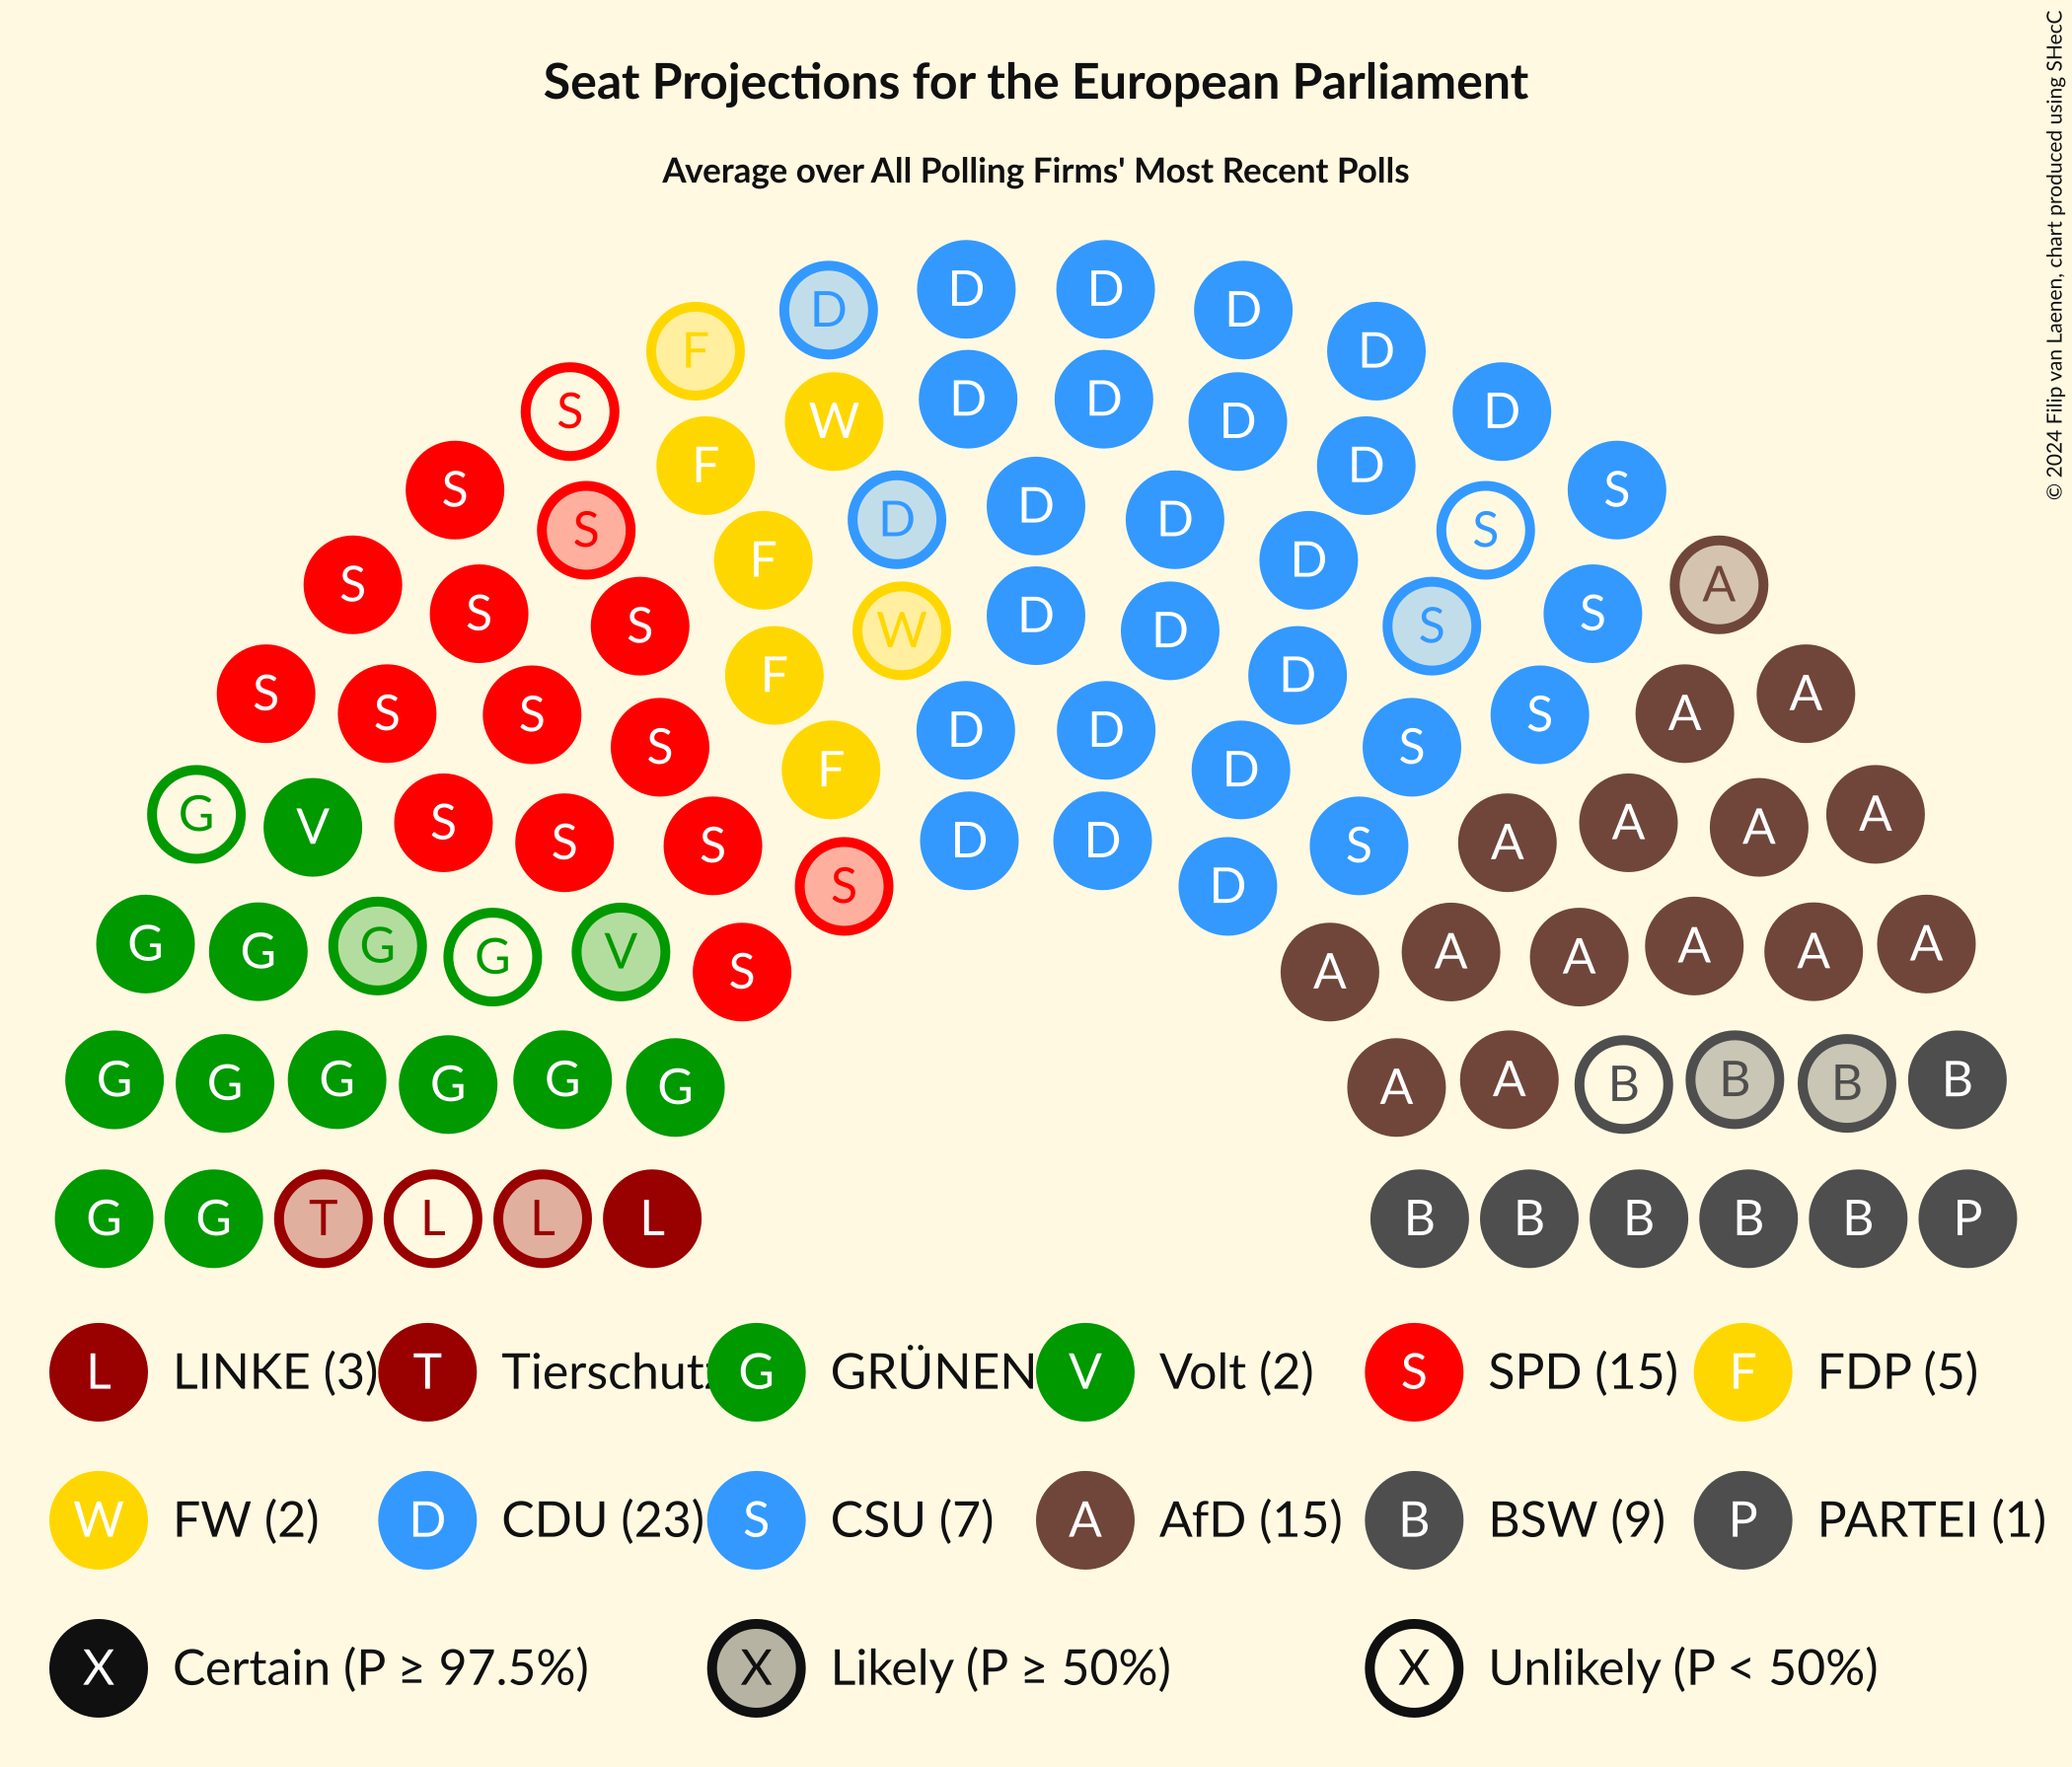 Seat Projections for the European Parliament
Average over All Polling Firms' Most Recent Polls
© 2024 Filip van Laenen, chart produced using SHecC
D D D D
F D D
S W D D D D
S F D D S S
S F D D D S A
S S S W D D D S S A
S S S F D D S S A A
G V S S S F D D D S A A A A
G G G G V S S S D D D A A A A A A
G G G G G G A A B B B B
G G T L L L B B B B B P
L LINKE (3) T Tierschutz G GRÜNEN V Volt (2) S SPD (15) F FDP (5)
W FW (2) D CDU (23) S CSU (7) A AfD (15) B BSW (9) P PARTEI (1)
X Certain (P ≥ 97.5%) X Likely (P ≥ 50%) X Unlikely (P < 50%)